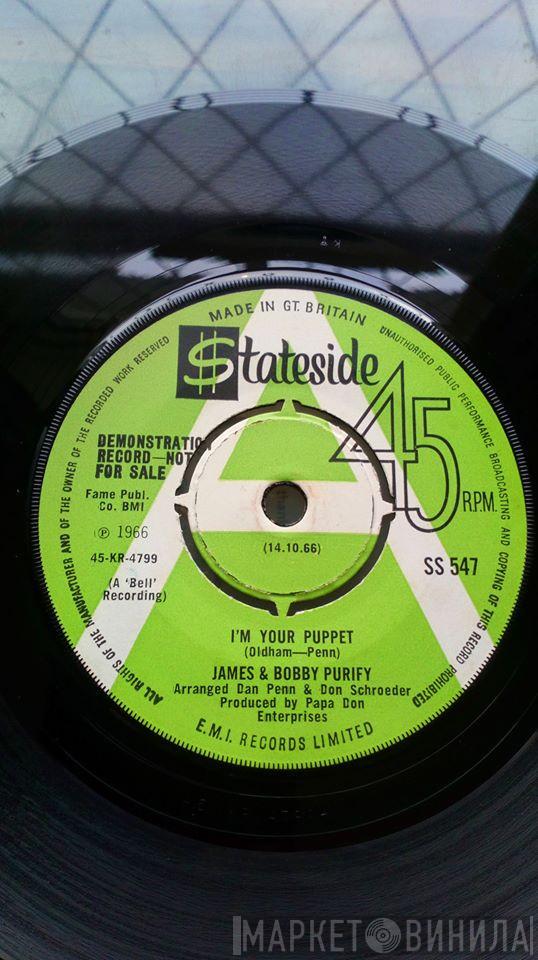 MADE IN GT. BRITAIN
$tateside
45
R.P.M.
DEMONSTRATIO
RECORD—NOT
FOR SALE
Fame Publ.
Co. BMI
℗ 1966
45-KR-4799
(A 'Bell'
Recording)
(14.10.66)
SS 547
I'M YOUR PUPPET
(Oldham—Penn)
JAMES & BOBBY PURIFY
Arranged Dan Penn & Don Schroeder
Produced by Papa Don
Enterprises
E.M.I. RECORDS LIMITED
ALL RIGHTS OF THE MANUFACTURER AND OF THE OWNER OF THE RECORDED WORK RESERVED
UNAUTHORISED PUBLIC PERFORMANCE BROADCASTING AND COPYING OF THIS RECORD PROHIBITED
МАРКЕТ ВИНИЛА